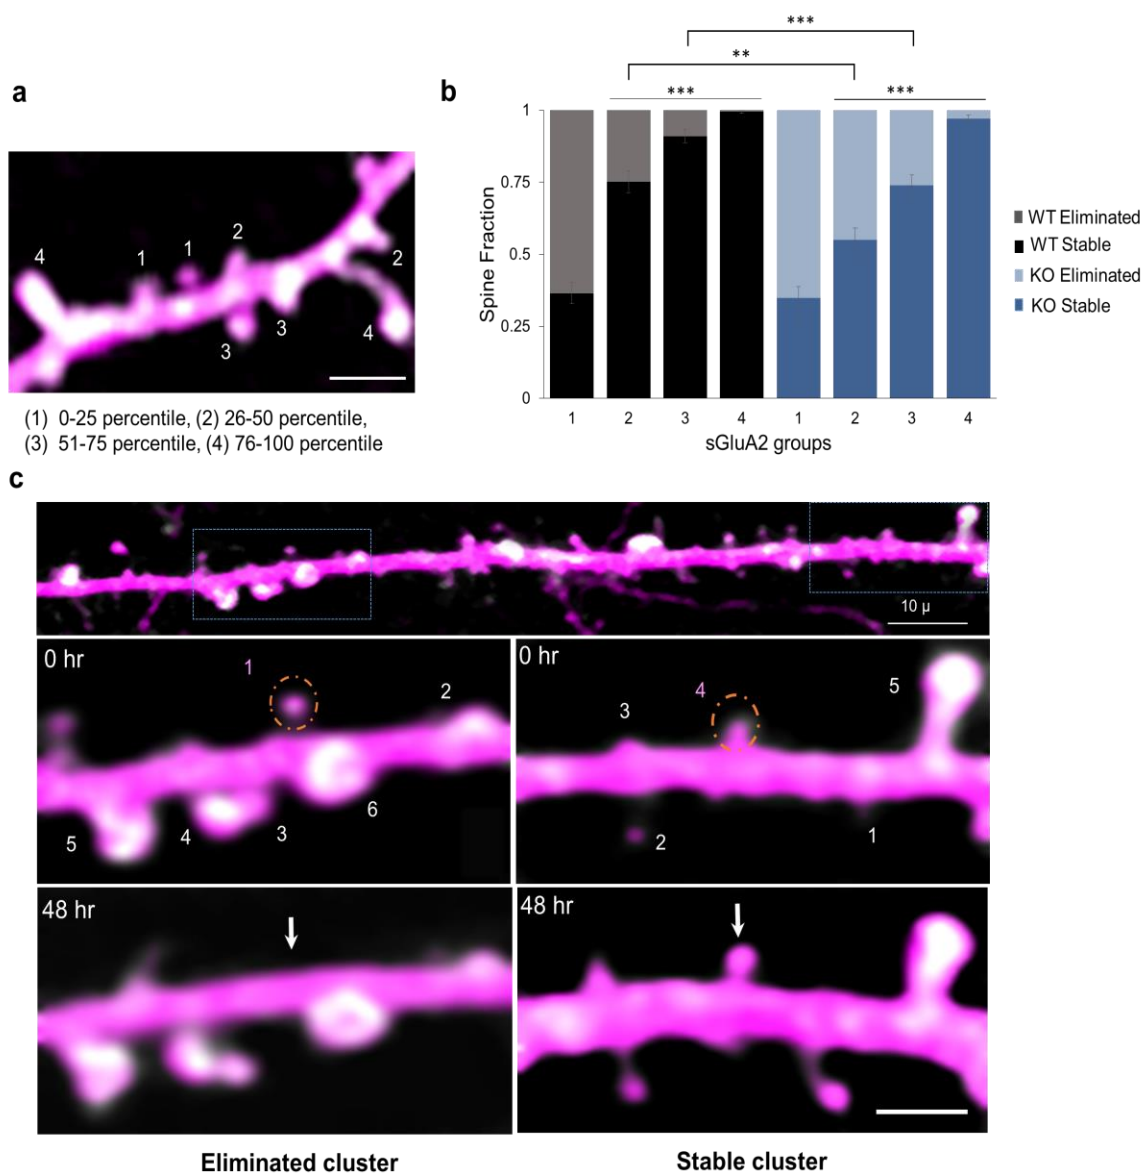 a
4
1
1
2
2
3
3
4
(1) 0-25 percentile, (2) 26-50 percentile,
(3) 51-75 percentile, (4) 76-100 percentile
b
***
**
***
***
1
0.75
0.5
0.25
0
Spine Fraction
1 2 3 4 1 2 3 4
sGluA2 groups
WT Eliminated
WT Stable
KO Eliminated
KO Stable
c
10 µ
0 hr
1
2
3
4
5
6
0 hr
3
4
5
2
1
48 hr
48 hr
Eliminated cluster
Stable cluster